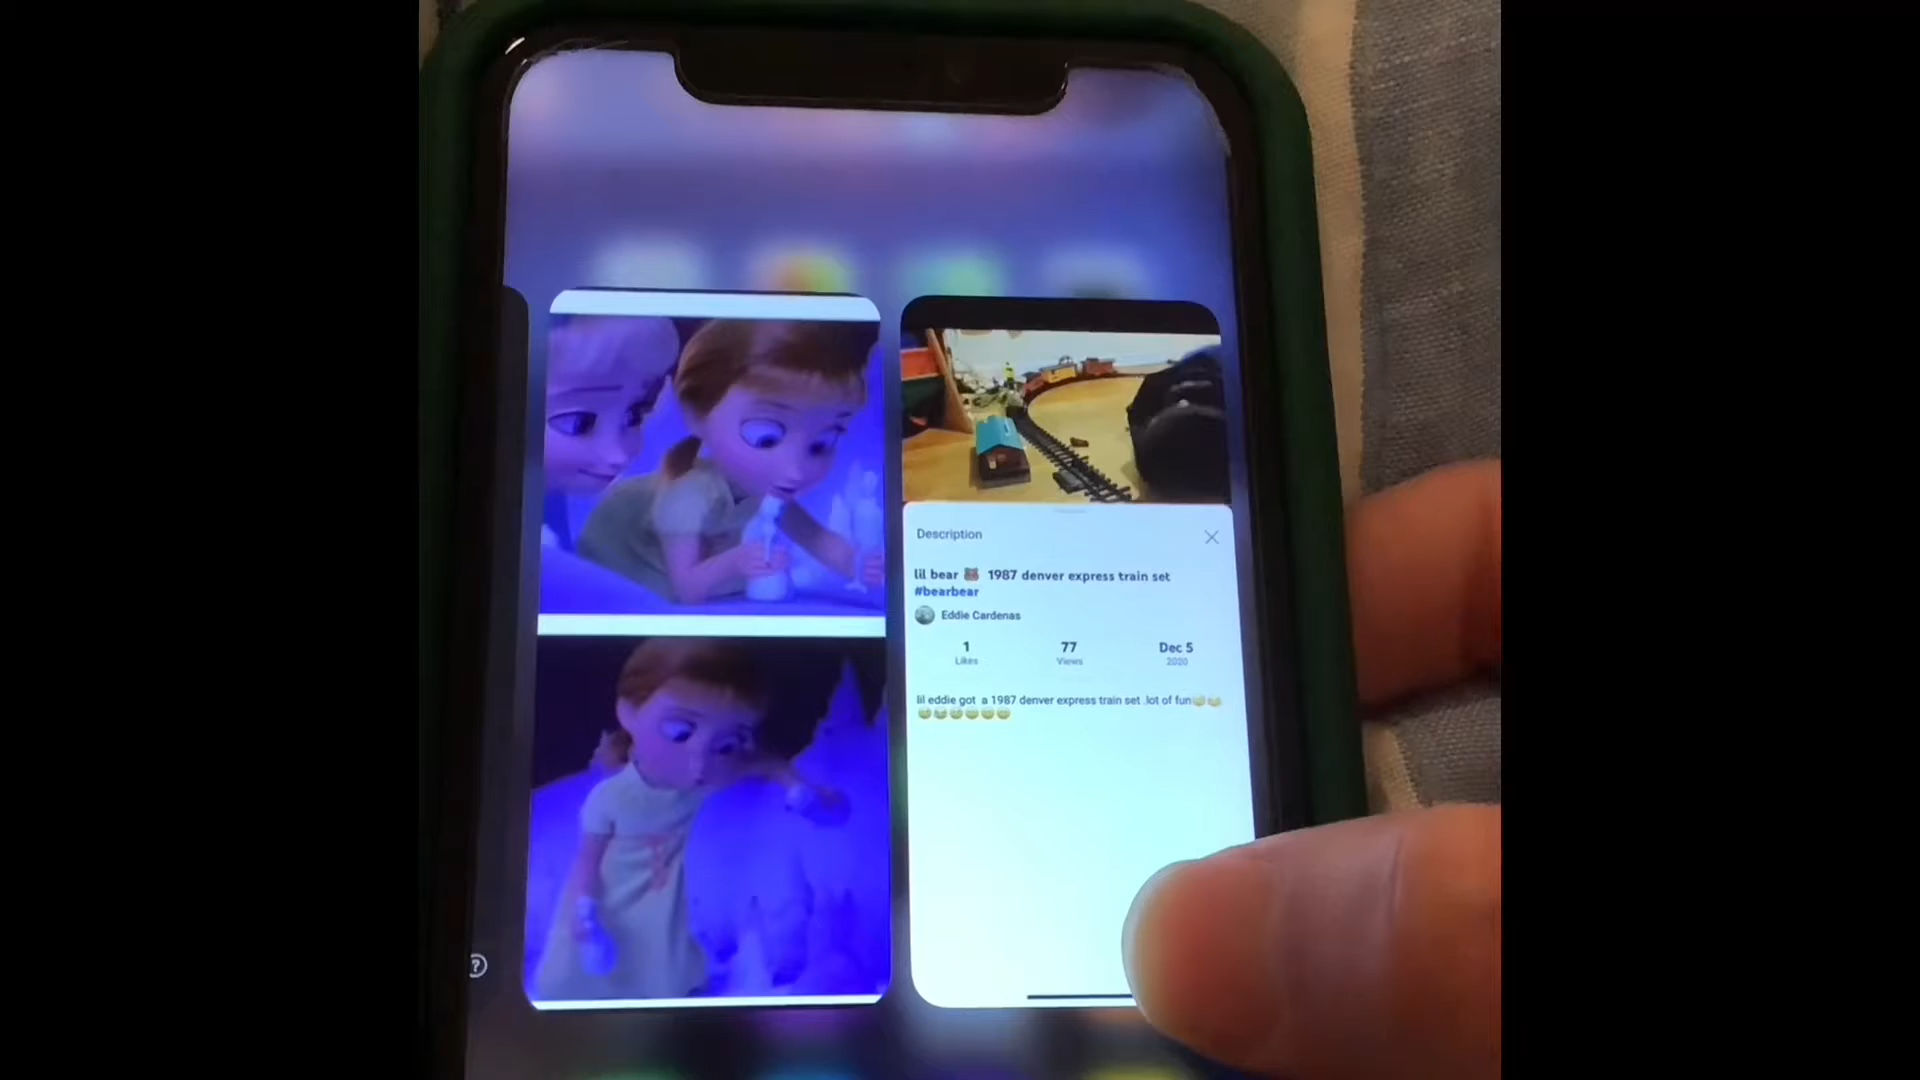 Description
lil bear 🐻 1987 denver express train set
#bearbear
Eddie Cardenas
1 77 Dec 5
Likes Views 2020
lil eddie got a 1987 denver express train set .lot of fun
?